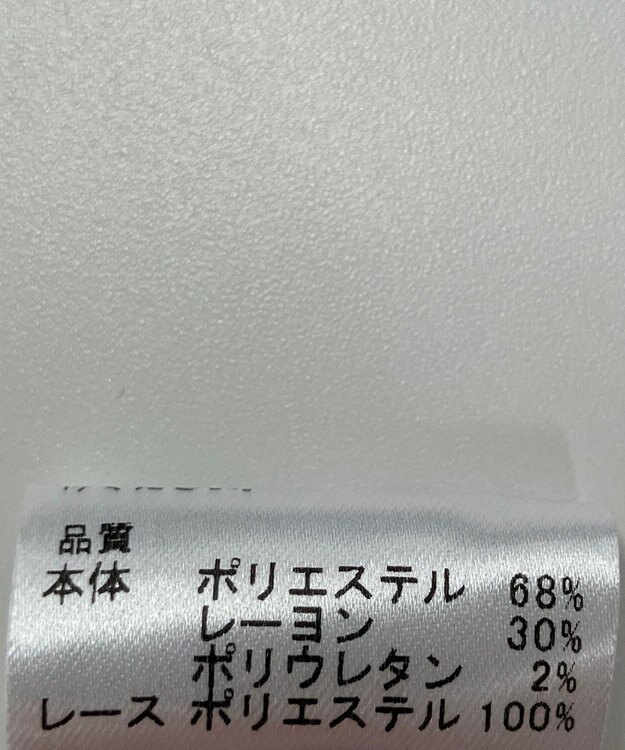 品質
本体 ポリエステル 68%
レーヨン 30%
ポリウレタン 2%
レース ポリエステル 100%